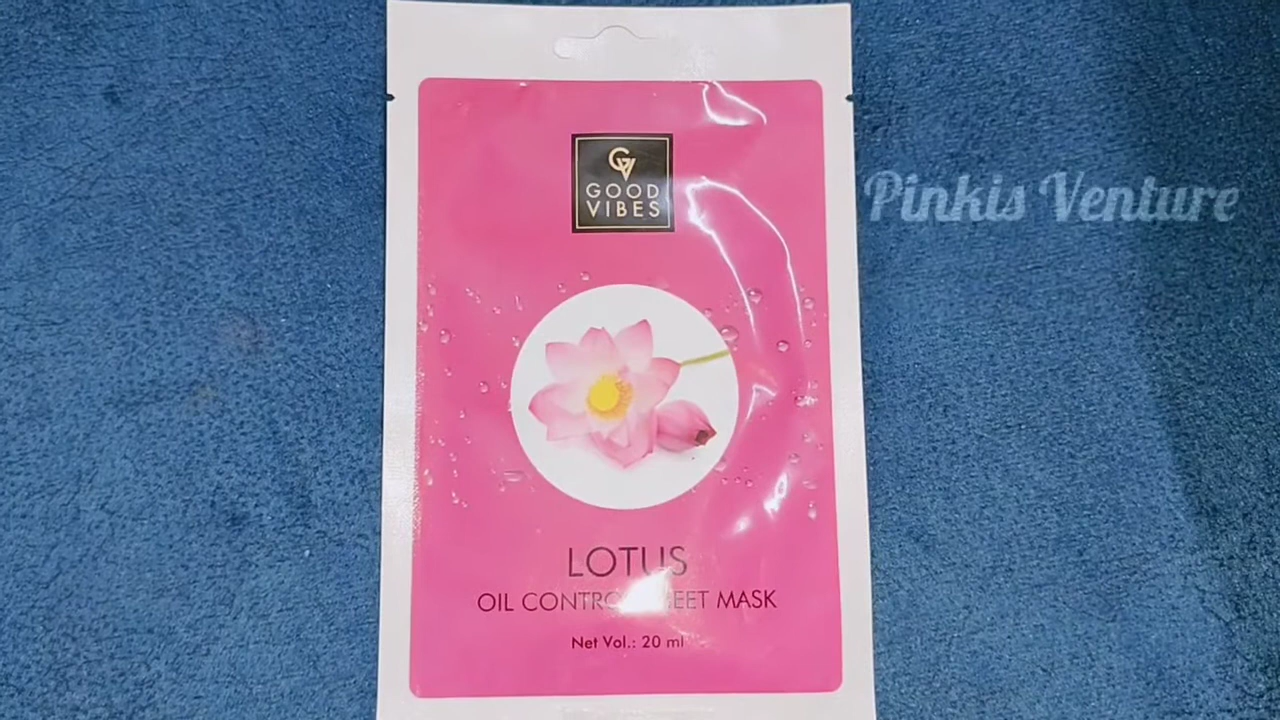 GV
GOOD
VIBES
Pinkis Venture
LOTUS
OIL CONTROL SHEET MASK
Net Vol.: 20 ml